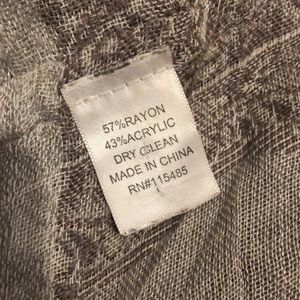 57%RAYON
43%ACRYLIC
DRY CLEAN
MADE IN CHINA
RN#115485